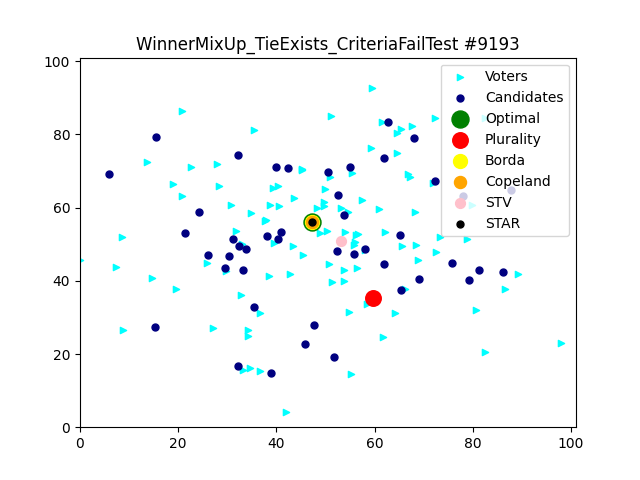 WinnerMixUp_TieExists_CriteriaFailTest #9193
100
80
60
40
20
0
0
20
40
60
80
100
Voters
Candidates
Optimal
Plurality
Borda
Copeland
STV
STAR